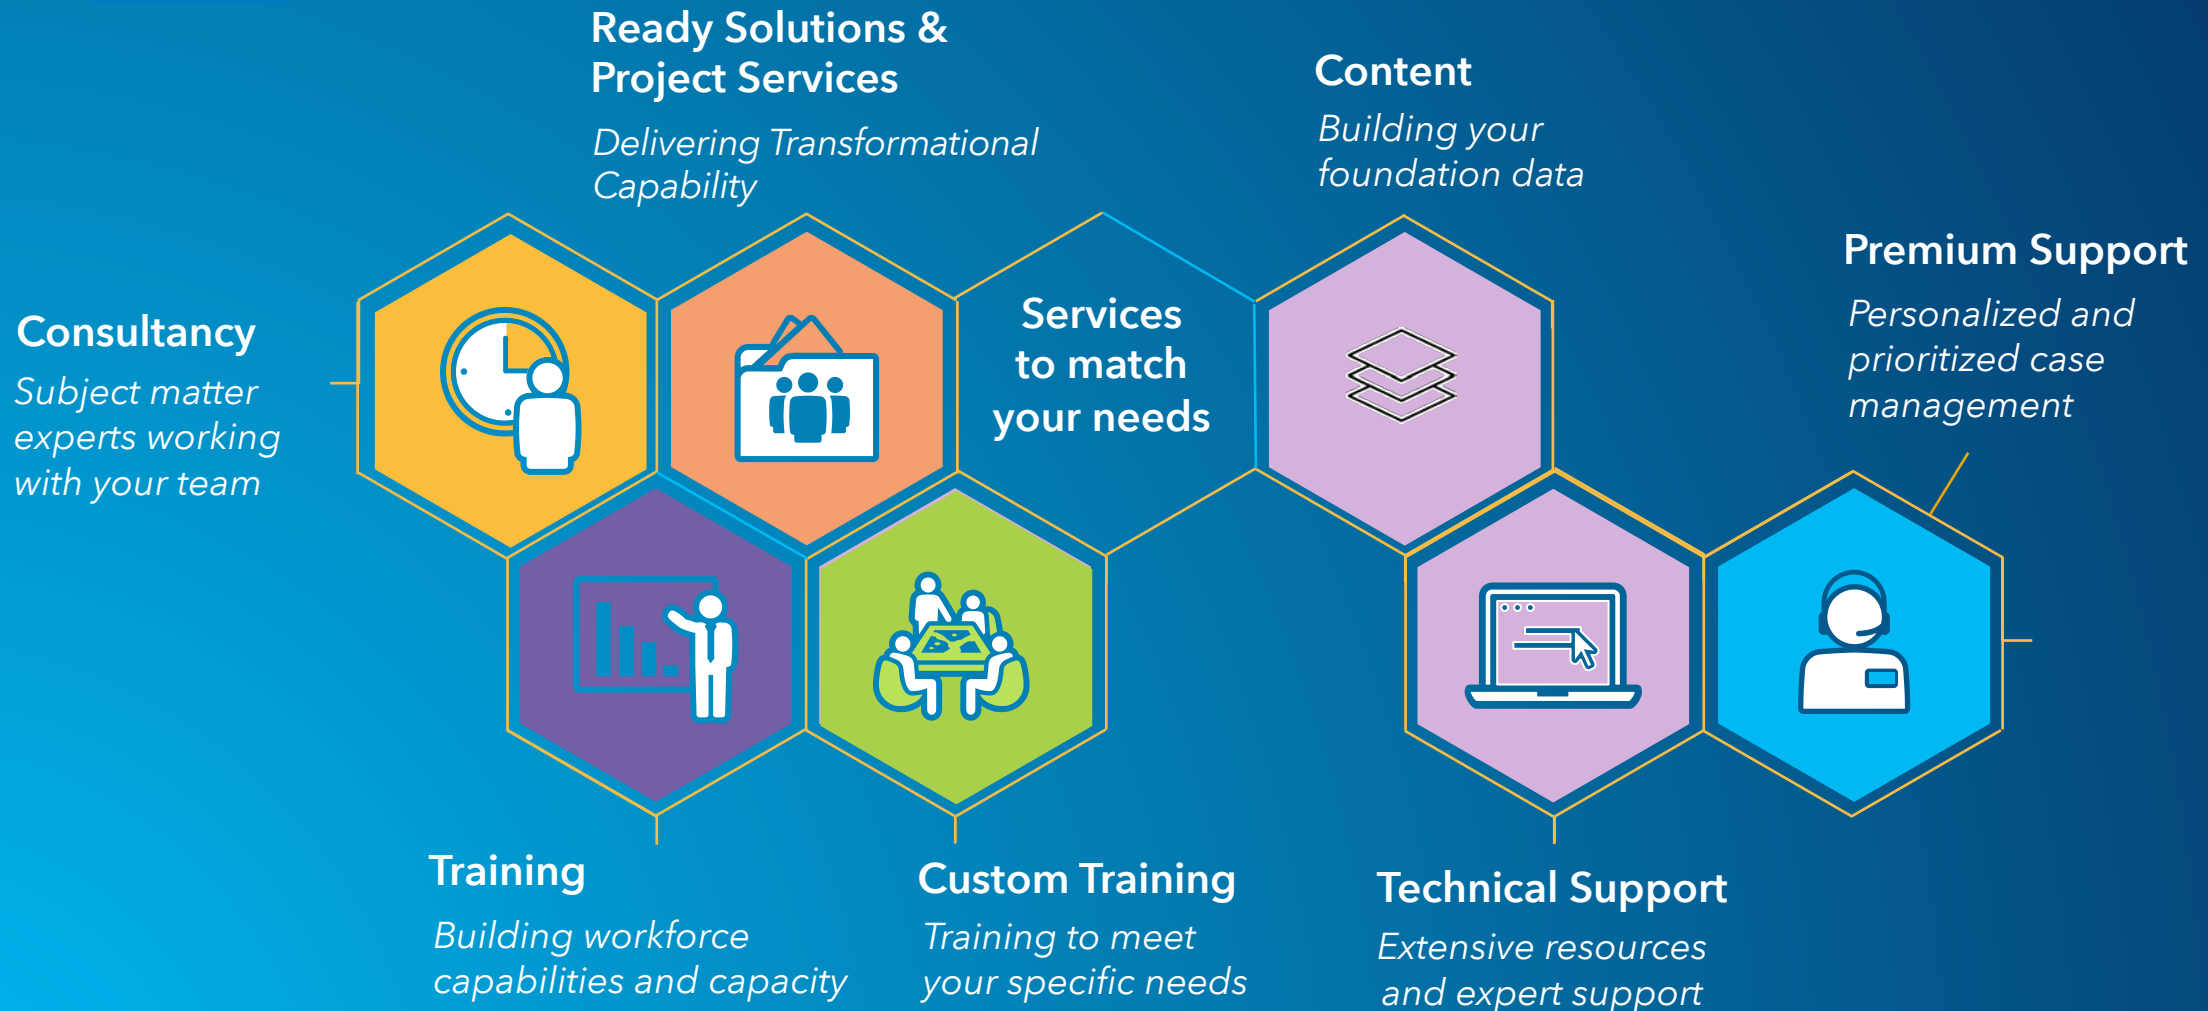 Ready Solutions &
Project Services
Delivering Transformational
Capability
Content
Building your
foundation data
Premium Support
Personalized and
prioritized case
management
Consultancy
Subject matter
experts working
with your team
Services
to match
your needs
Training
Building workforce
capabilities and capacity
Custom Training
Training to meet
your specific needs
Technical Support
Extensive resources
and expert support